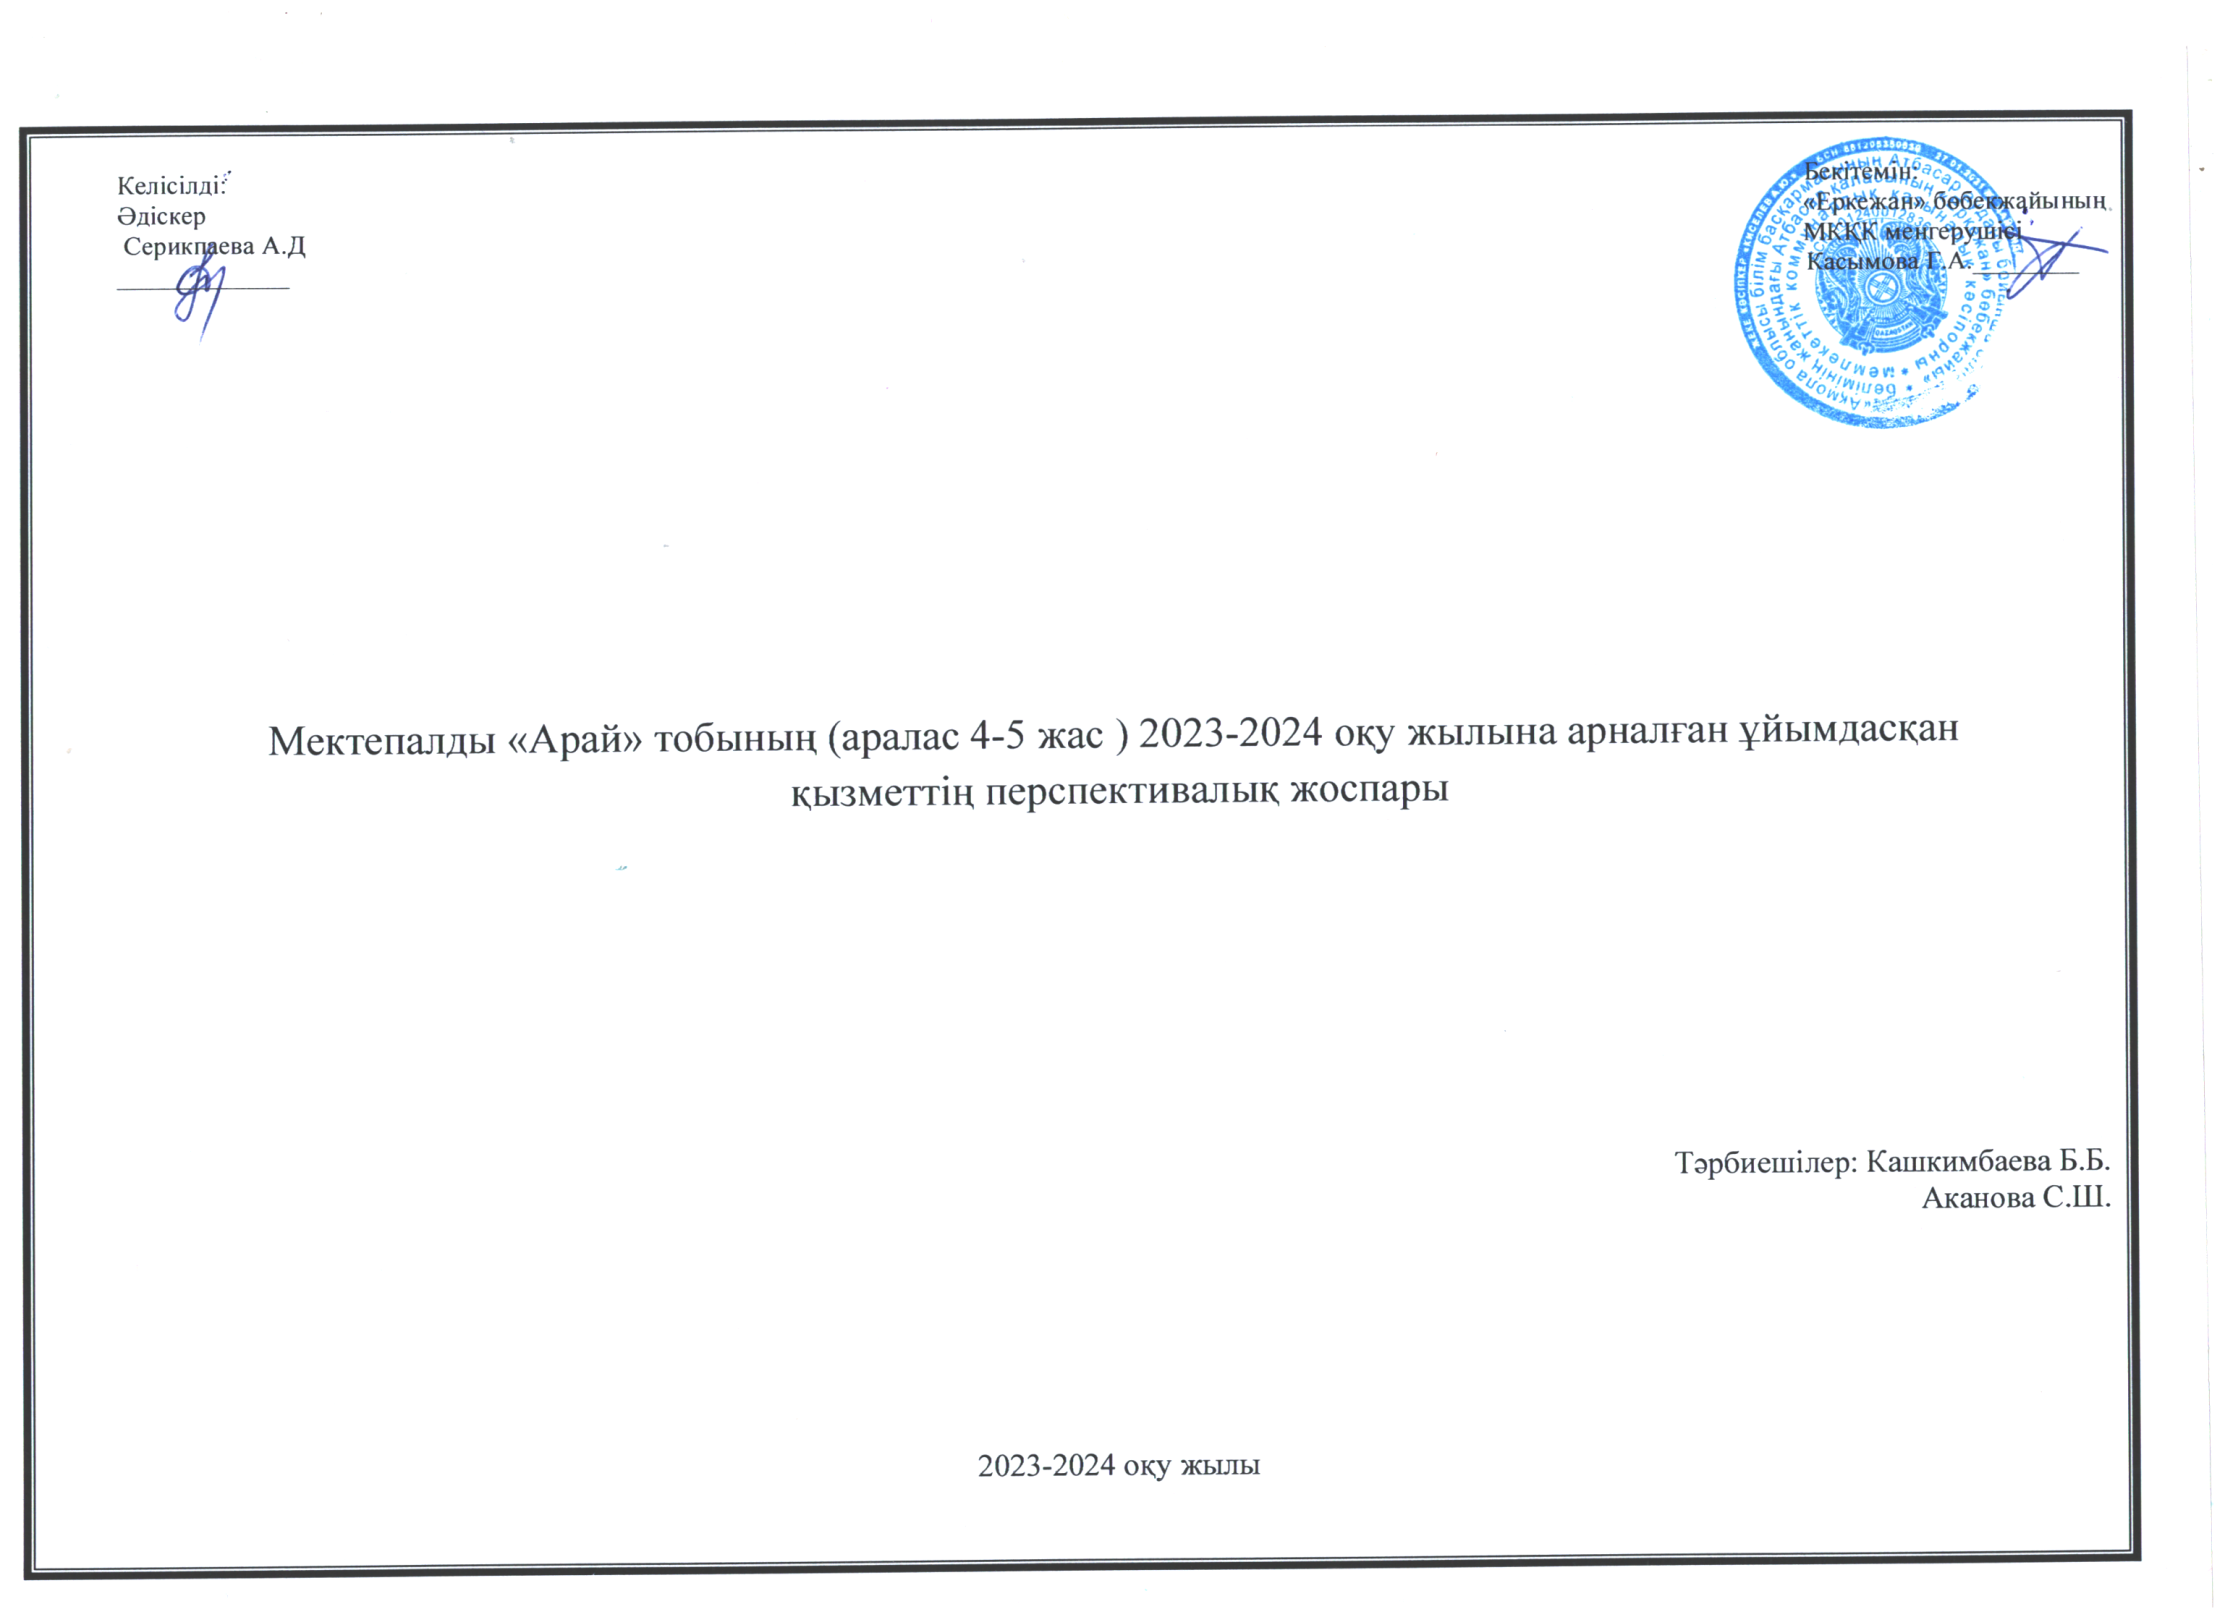 Келісілді:
Әдіскер
Серикпаева А.Д
Бекітемін:
«Еркежан» бөбекжайының
МКҚК меңгерушісі
Касымова Г.А.
Мектепалды «Арай» тобының (аралас 4-5 жас ) 2023-2024 оқу жылына арналған ұйымдасқан
қызметтің перспективалық жоспары
Тәрбиешілер: Кашкимбаева Б.Б.
Аканова С.Ш.
2023-2024 оқу жылы